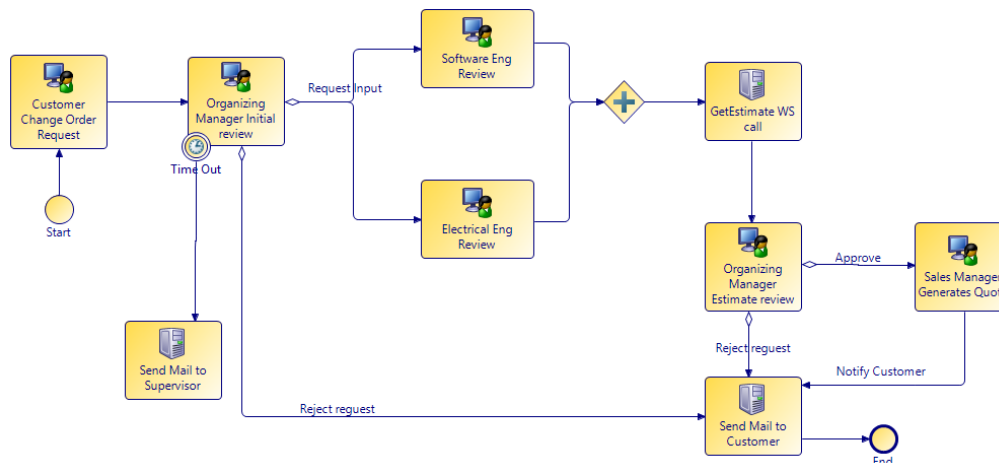 Customer
Change Order
Request
Start
Organizing
Manager Initial
review
Time Out
Request Input
Software Eng
Review
Electrical Eng
Review
GetEstimate WS
call
Organizing
Manager
Estimate review
Approve
Sales Manager
Generates Quot
Reject request
Notify Customer
Send Mail to
Supervisor
Reject request
Send Mail to
Customer
End